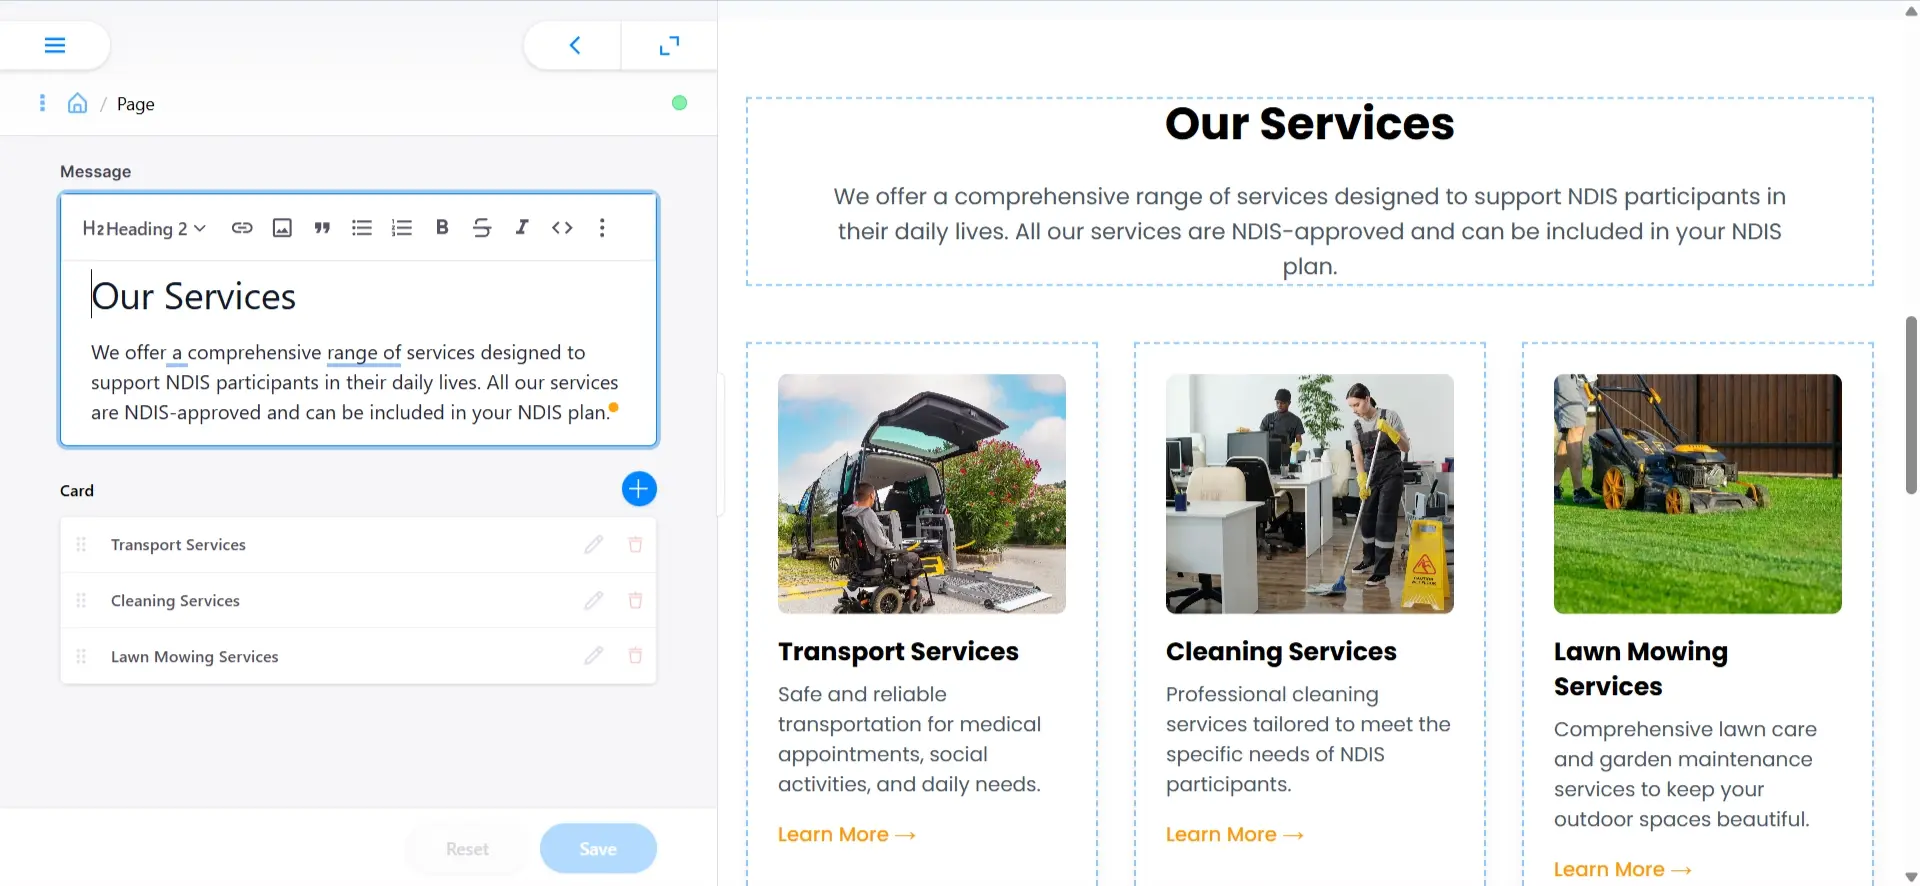 / Page
Message
H2 Heading 2
Our Services
We offer a comprehensive range of services designed to
support NDIS participants in their daily lives. All our services
are NDIS-approved and can be included in your NDIS plan.
Card
Transport Services
Cleaning Services
Lawn Mowing Services
Reset
Save
Our Services
We offer a comprehensive range of services designed to support NDIS participants in
their daily lives. All our services are NDIS-approved and can be included in your NDIS
plan.
Transport Services
Safe and reliable
transportation for medical
appointments, social
activities, and daily needs.
Learn More →
Cleaning Services
Professional cleaning
services tailored to meet the
specific needs of NDIS
participants.
Learn More →
Lawn Mowing
Services
Comprehensive lawn care
and garden maintenance
services to keep your
outdoor spaces beautiful.
Learn More →